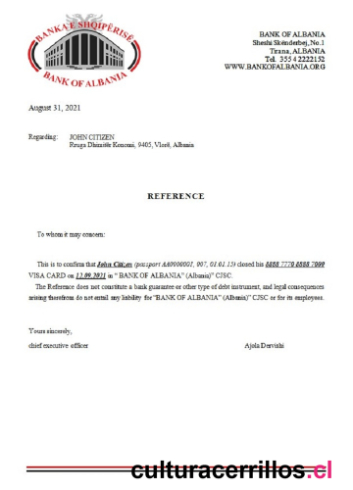 BANKA E SHQIPËRISË
BANK OF ALBANIA
BANK OF ALBANIA
Sheshi Skënderbej, No.1
Tirana, ALBANIA
Tel. 355 4 2222152
WWW.BANKOFALBANIA.ORG
August 31, 2021
Regarding: JOHN CITIZEN
Rruga Dhimitër Konomi, 9405, Vlorë, Albania
REFERENCE
To whom it may concern:
This is to confirm that John Citizen (passport AA0000001, 007, 01.01.15) closed his 8888 7770 8888 7000
VISA CARD on 12.09.2021 in “ BANK OF ALBANIA” (Albania)” CJSC.
The Reference does not constitute a bank guarantee or other type of debt instrument, and legal consequences
arising therefrom do not entail any liability for “BANK OF ALBANIA” (Albania)” CJSC or for its employees.
Yours sincerely,
chief executive officer Ajola Dervishi
culturacerrillos.cl